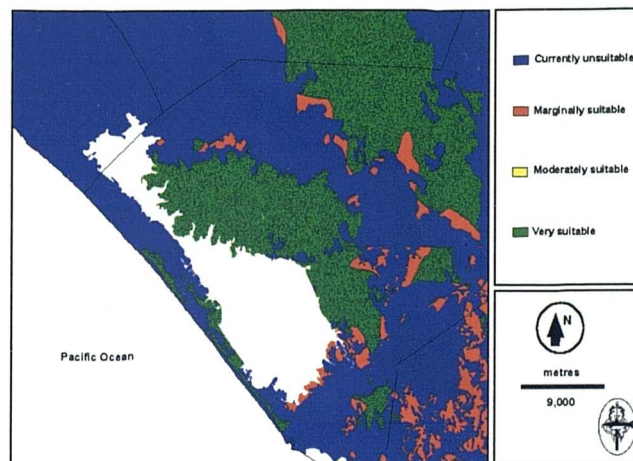 Currently unsuitable
Marginally suitable
Moderately suitable
Very suitable
Pacific Ocean
N
metres
9,000